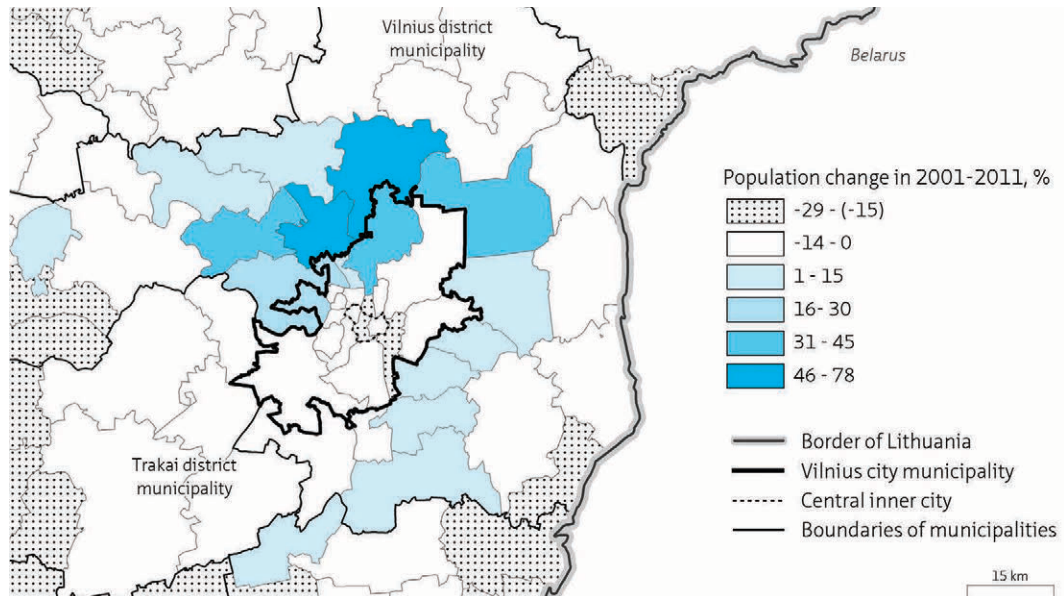 Vilnius district
municipality
Belarus
Population change in 2001-2011, %
-29 - (-15)
-14 - 0
1 - 15
16 - 30
31 - 45
46 - 78
Border of Lithuania
Vilnius city municipality
Central inner city
Boundaries of municipalities
Trakai district
municipality
15 km